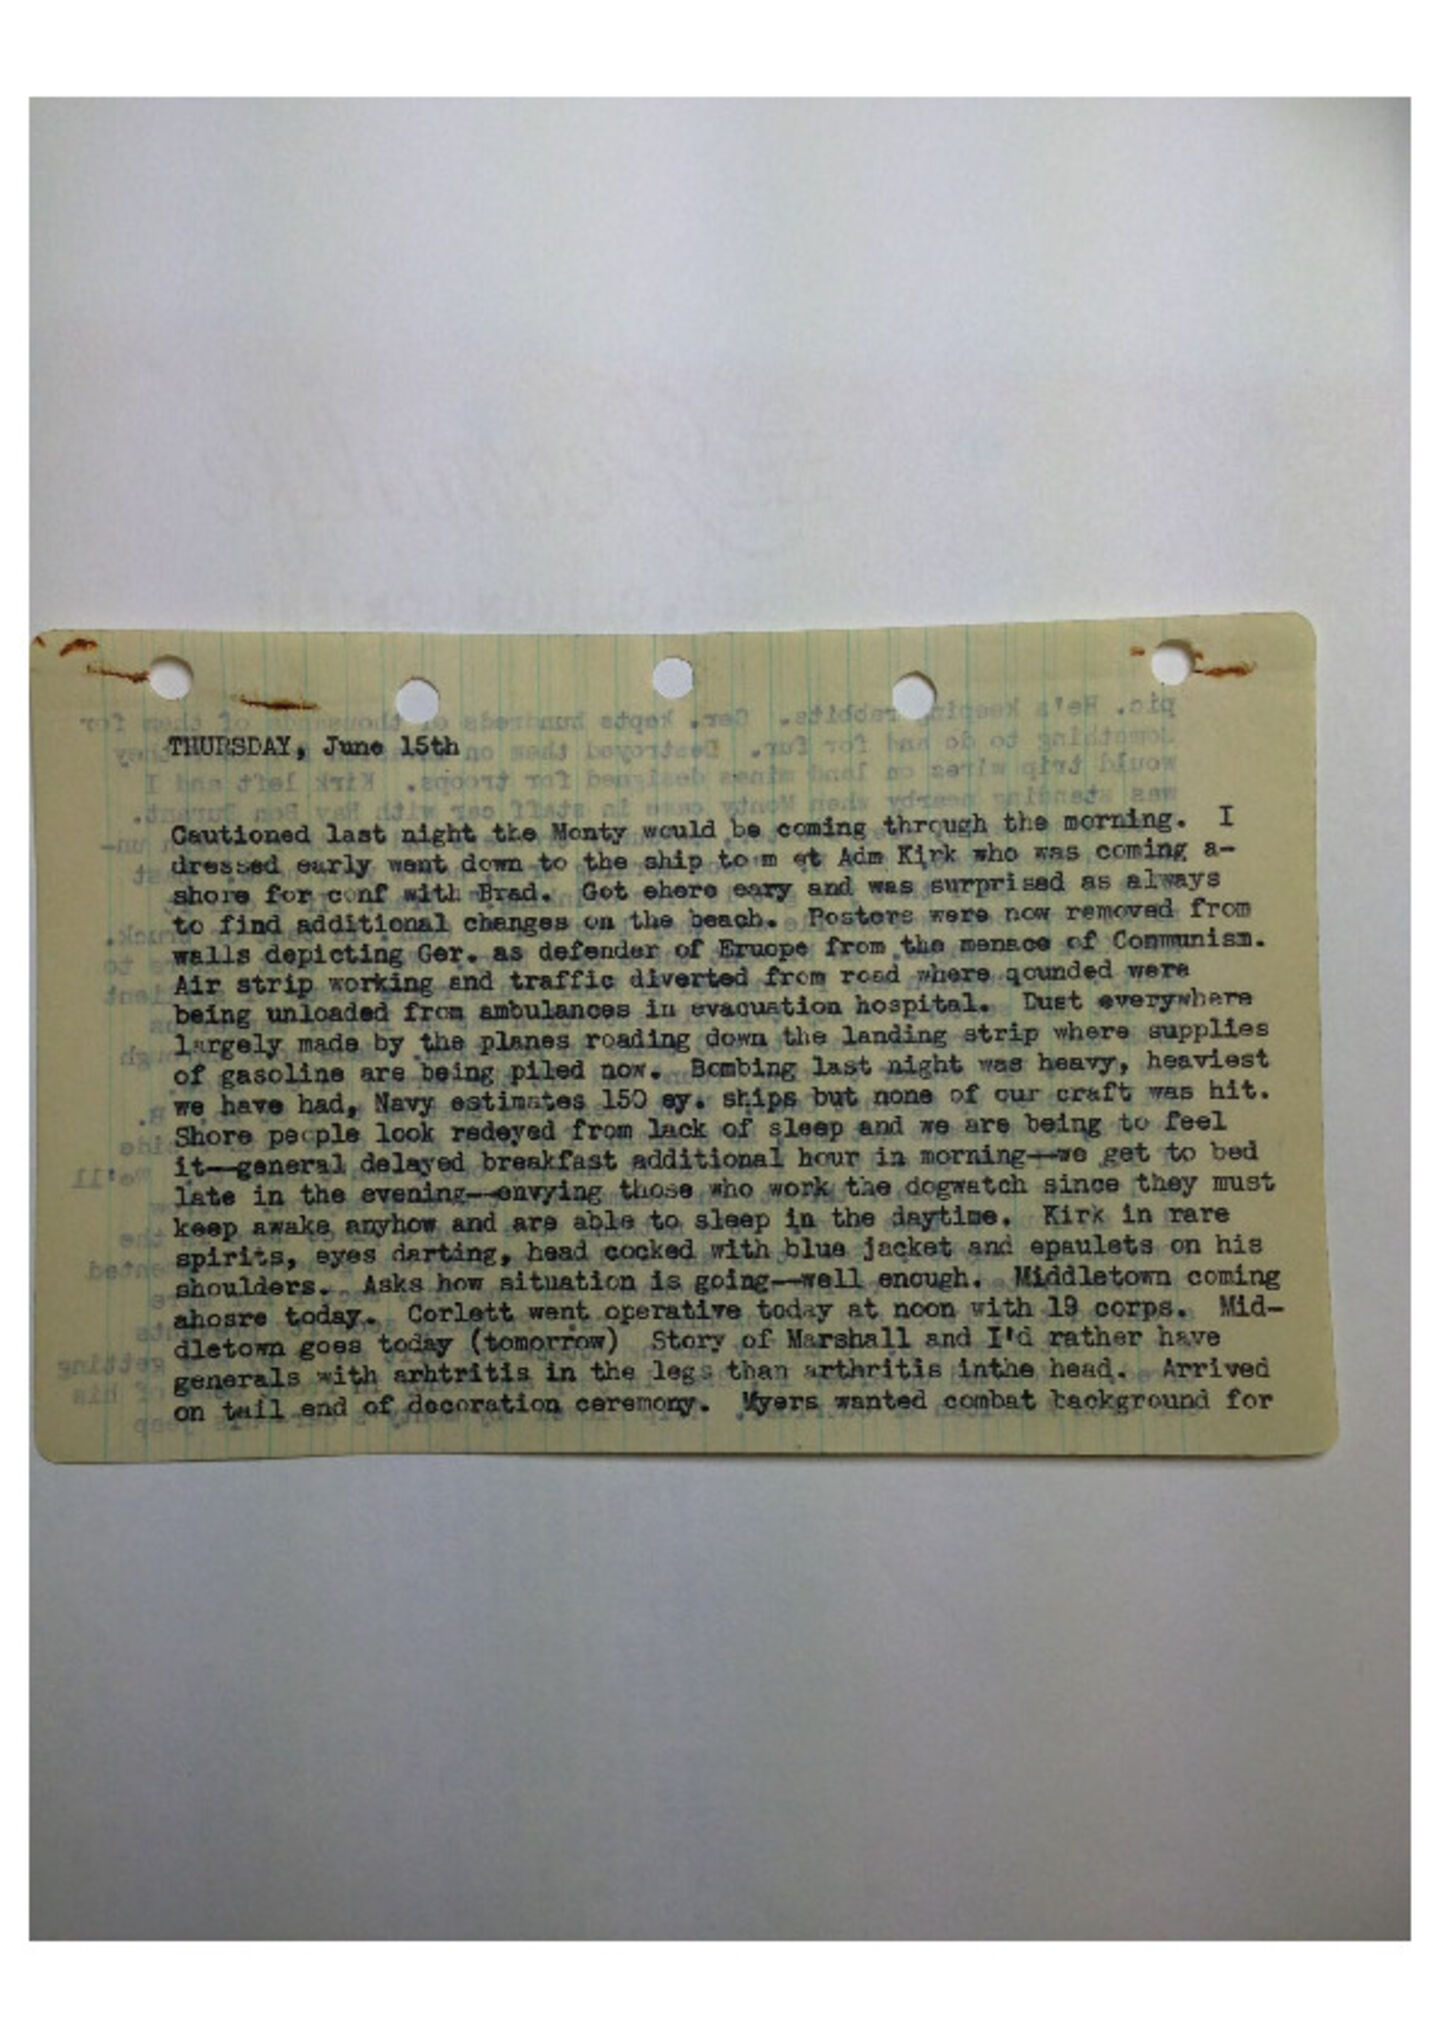 THURSDAY, June 15th
Cautioned last night the Monty would be coming through the morning. I
dressed early went down to the ship to m et Adm Kirk who was coming a-
shore for conf with Brad. Got ehere eary and was surprised as always
to find additional changes on the beach. Posters were now removed from
walls depicting Ger. as defender of Eruope from the menace of Communism.
Air strip working and traffic diverted from road where qounded were
being unloaded from ambulances in evacuation hospital. Dust everywhere
largely made by the planes roading down the landing strip where supplies
of gasoline are being piled now. Bombing last night was heavy, heaviest
we have had, Navy estimates 150 ey. ships but none of our craft was hit.
Shore people look redeyed from lack of sleep and we are being to feel
it--general delayed breakfast additional hour in morning--we get to bed
late in the evening--envying those who work the dogwatch since they must
keep awake anyhow and are able to sleep in the daytime. Kirk in rare
spirits, eyes darting, head cocked with blue jacket and epaulets on his
shoulders. Asks how situation is going--well enough. Middletown coming
ahosre today. Corlett went operative today at noon with 19 corps. Mid-
dletown goes today (tomorrow) Story of Marshall and I'd rather have
generals with arhtritis in the legs than arthritis inthe head. Arrived
on tail end of decoration ceremony. Myers wanted combat background for